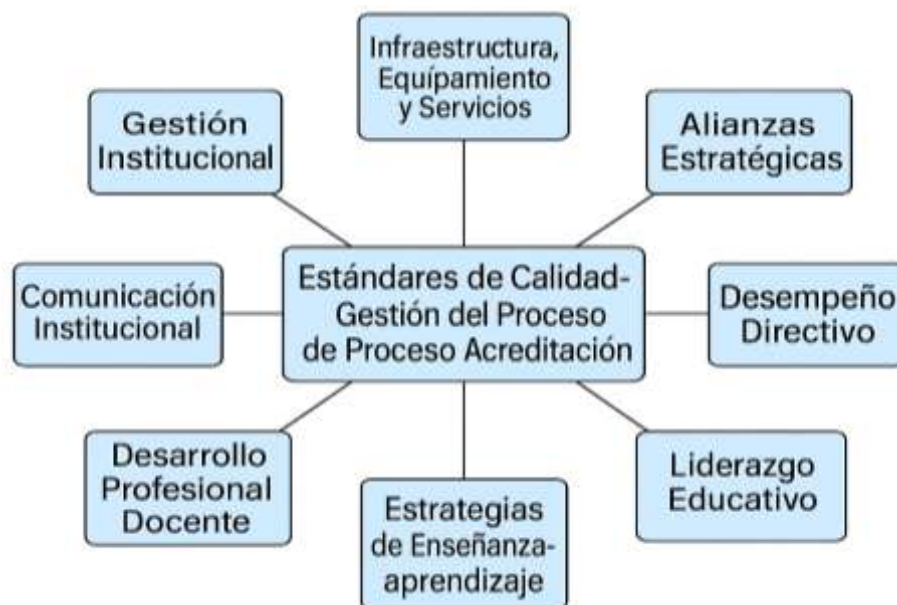 Infraestructura,
Equípamiento
y Servicios
Gestión
Institucional
Alianzas
Estratégicas
Estándares de Calidad-
Gestión del Proceso
de Proceso Acreditación
Comunicación
Institucional
Desempeño
Directivo
Desarrollo
Profesional
Docente
Estrategias
de Enseñanza-
aprendizaje
Liderazgo
Educativo